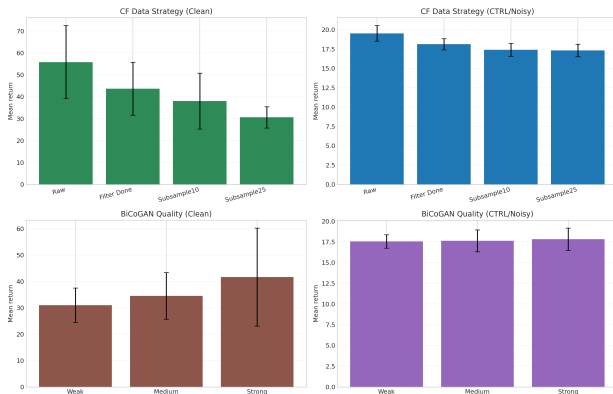 CF Data Strategy (Clean)
Mean return
70
60
50
40
30
20
10
0
Raw
Filter Done
Subsample10
Subsample25
CF Data Strategy (CTRL/Noisy)
Mean return
20.0
17.5
15.0
12.5
10.0
7.5
5.0
2.5
0.0
Raw
Filter Done
Subsample10
Subsample25
BiCoGAN Quality (Clean)
Mean return
60
50
40
30
20
10
0
Weak
Medium
Strong
BiCoGAN Quality (CTRL/Noisy)
Mean return
20.0
17.5
15.0
12.5
10.0
7.5
5.0
2.5
0.0
Weak
Medium
Strong